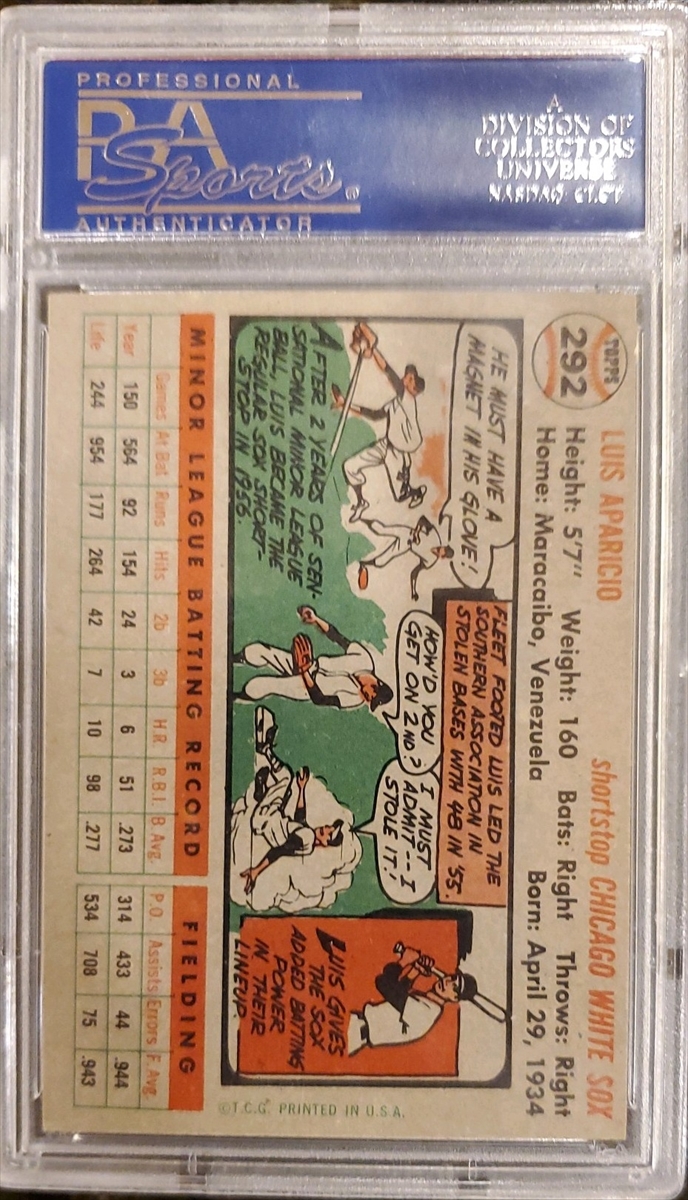 PROFESSIONAL
PSA
Sports
AUTHENTICATOR
A
DIVISION OF
COLLECTORS
UNIVERSE
NASDAQ: CLCT
TOPPS
292
LUIS APARICIO shortstop CHICAGO WHITE SOX
Height: 5'7" Weight: 160 Bats: Right Throws: Right
Home: Maracaibo, Venezuela Born: April 29, 1934
HE MUST HAVE A
MAGNET IN HIS GLOVE!
AFTER 2 YEARS OF SEN-
SATIONAL MINOR LEAGUE
BALL, LUIS BECAME THE
REGULAR SOX SHORT-
STOP IN 1956.
FLEET FOOTED LUIS LED THE
SOUTHERN ASSOCIATION IN
STOLEN BASES WITH 48 IN '55.
HOW'D YOU
GET ON 2ND?
I MUST
ADMIT--I
STOLE IT!
LUIS GIVES
THE SOX
ADDED BATTING
POWER
IN THEIR
LINEUP.
MINOR LEAGUE BATTING RECORD FIELDING
Games At Bat Runs Hits 2b 3b H.R. R.B.I. B.Avg. P.O. Assists Errors F.Avg.
Year 150 564 92 154 24 3 6 51 .273 314 433 44 .944
Life 244 954 177 264 42 7 10 98 .277 534 708 75 .943
©T.C.G. PRINTED IN U.S.A.